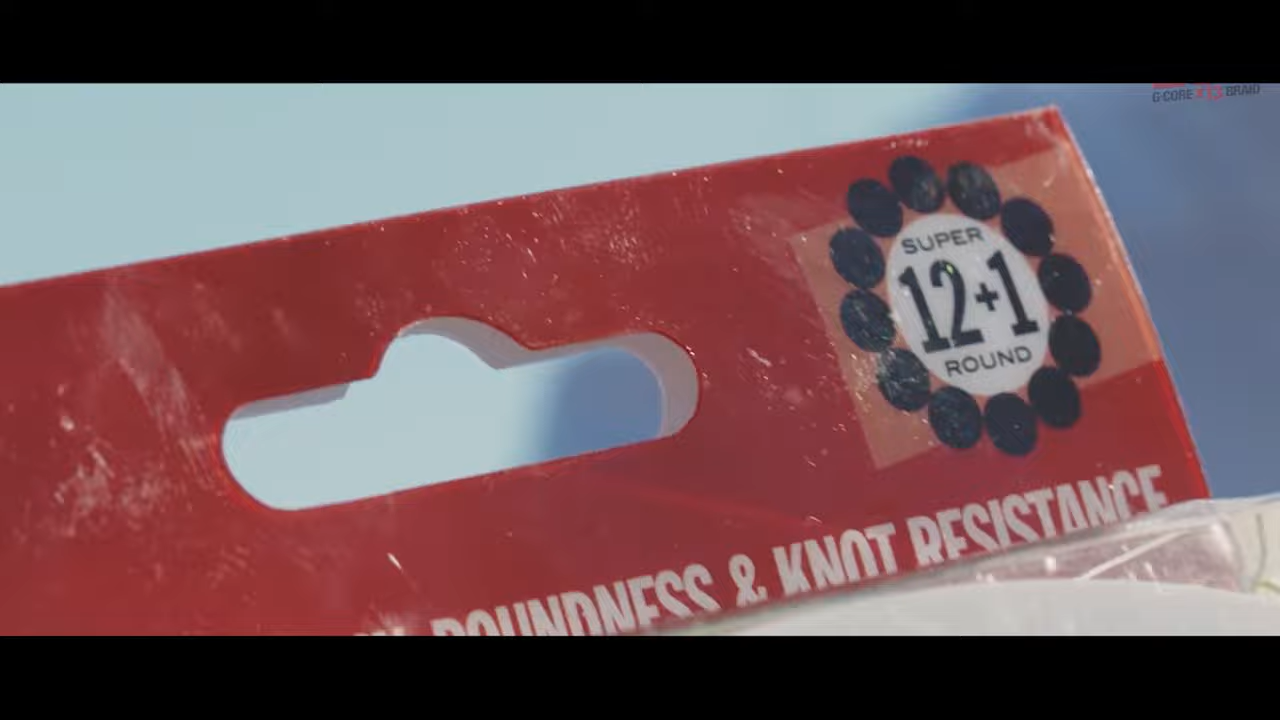 G-CORE X13 BRAID
SUPER
12+1
ROUND
ROUNDNESS & KNOT RESISTANCE